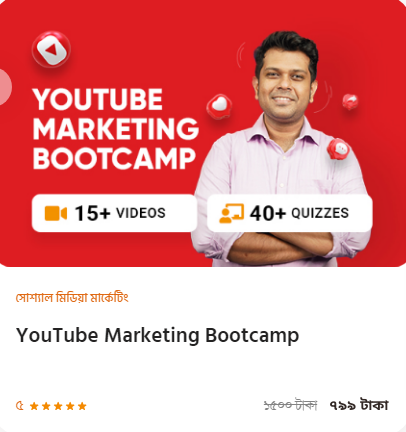 YOUTUBE
MARKETING
BOOTCAMP
15+ VIDEOS 40+ QUIZZES
সোশ্যাল মিডিয়া মার্কেটিং
YouTube Marketing Bootcamp
৫ ১৫০০ টাকা ৭৯৯ টাকা